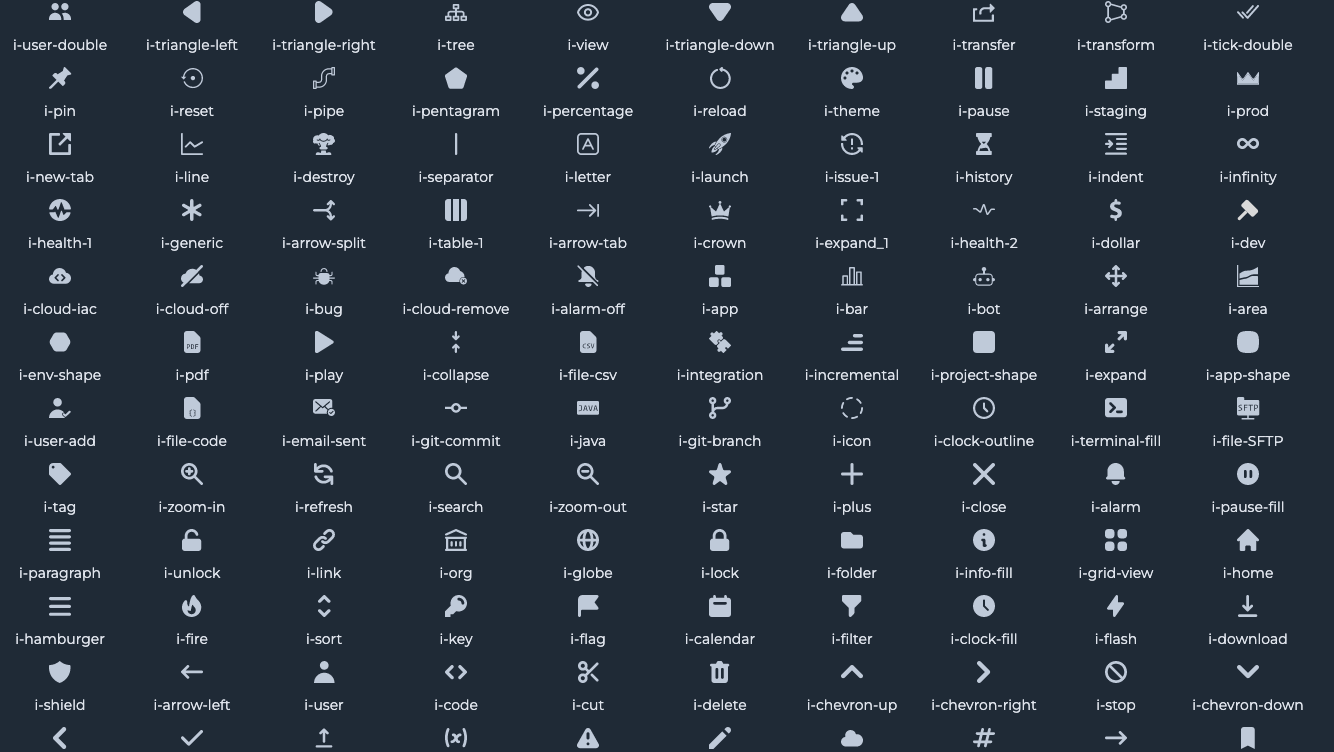 i-user-double i-triangle-left i-triangle-right i-tree i-view i-triangle-down i-triangle-up i-transfer i-transform i-tick-double
i-pin i-reset i-pipe i-pentagram i-percentage i-reload i-theme i-pause i-staging i-prod
A
i-new-tab i-line i-destroy i-separator i-letter i-launch i-issue-1 i-history i-indent i-infinity
$
i-health-1 i-generic i-arrow-split i-table-1 i-arrow-tab i-crown i-expand_1 i-health-2 i-dollar i-dev
i-cloud-iac i-cloud-off i-bug i-cloud-remove i-alarm-off i-app i-bar i-bot i-arrange i-area
PDF CSV
i-env-shape i-pdf i-play i-collapse i-file-csv i-integration i-incremental i-project-shape i-expand i-app-shape
{} JAVA SFTP
i-user-add i-file-code i-email-sent i-git-commit i-java i-git-branch i-icon i-clock-outline i-terminal-fill i-file-SFTP
i-tag i-zoom-in i-refresh i-search i-zoom-out i-star i-plus i-close i-alarm i-pause-fill
i-paragraph i-unlock i-link i-org i-globe i-lock i-folder i-info-fill i-grid-view i-home
i-hamburger i-fire i-sort i-key i-flag i-calendar i-filter i-clock-fill i-flash i-download
i-shield i-arrow-left i-user i-code i-cut i-delete i-chevron-up i-chevron-right i-stop i-chevron-down
(x) #